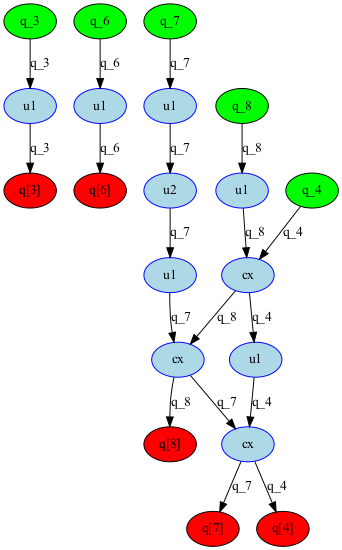 q_3 q_6 q_7
q_3 q_6 q_7
u1 u1 u1 q_8
q_3 q_6 q_7 q_8
q[3] q[6] u2 u1 q_4
q_7 q_8 q_4
u1 cx
q_7 q_8 q_4
cx u1
q_8 q_7 q_4
q[8] cx
q_7 q_4
q[7] q[4]